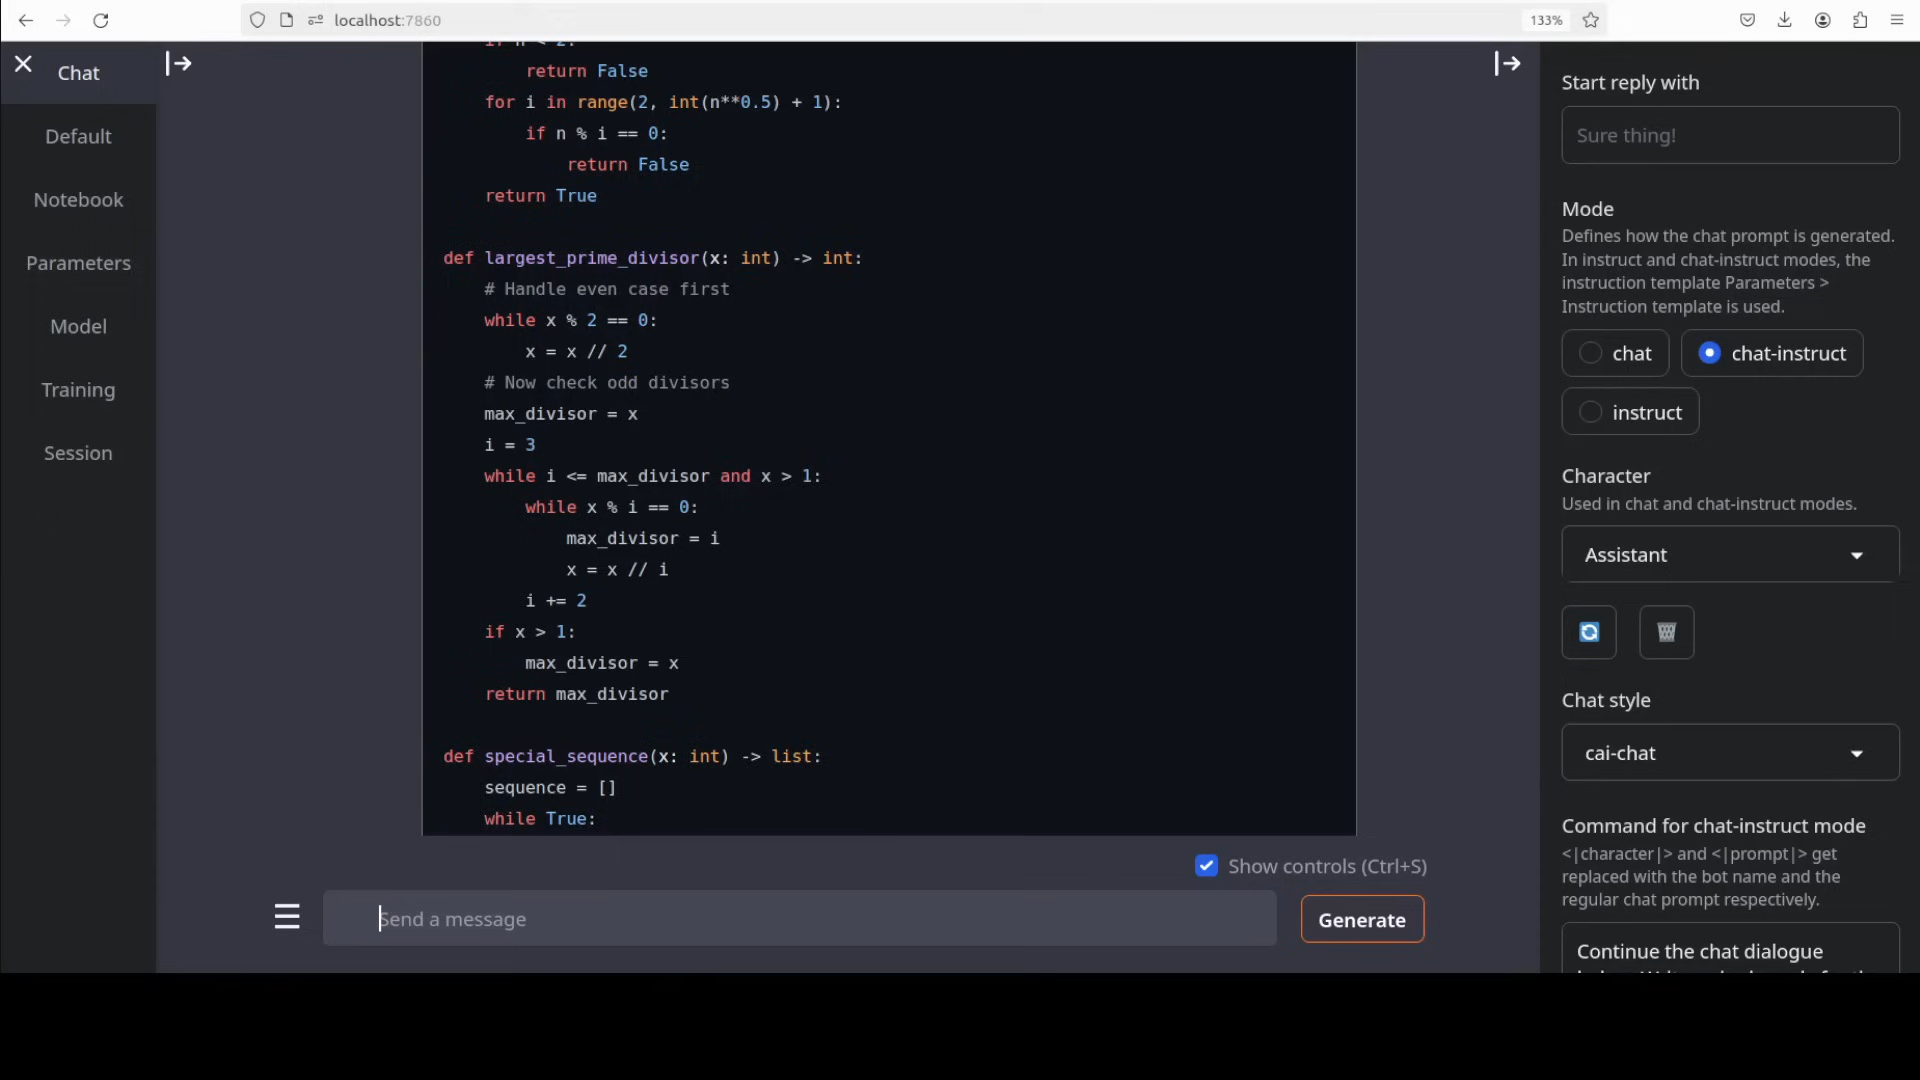 localhost:7860
133%
Chat
Default
Notebook
Parameters
Model
Training
Session
        return False
    for i in range(2, int(n**0.5) + 1):
        if n % i == 0:
            return False
    return True
def largest_prime_divisor(x: int) -> int:
    # Handle even case first
    while x % 2 == 0:
        x = x // 2
    # Now check odd divisors
    max_divisor = x
    i = 3
    while i <= max_divisor and x > 1:
        while x % i == 0:
            max_divisor = i
            x = x // i
        i += 2
    if x > 1:
        max_divisor = x
    return max_divisor
def special_sequence(x: int) -> list:
    sequence = []
    while True:
Show controls (Ctrl+S)
Send a message
Generate
Start reply with
Sure thing!
Mode
Defines how the chat prompt is generated.
In instruct and chat-instruct modes, the
instruction template Parameters >
Instruction template is used.
chat
chat-instruct
instruct
Character
Used in chat and chat-instruct modes.
Assistant
Chat style
cai-chat
Command for chat-instruct mode
<|character|> and <|prompt|> get
replaced with the bot name and the
regular chat prompt respectively.
Continue the chat dialogue